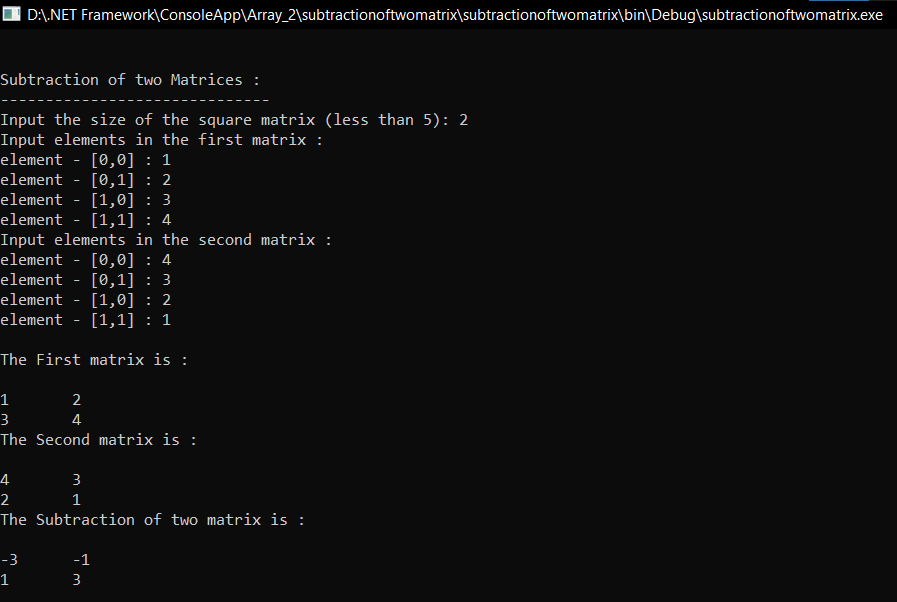 D:\.NET Framework\ConsoleApp\Array_2\subtractionoftwomatrix\subtractionoftwomatrix\bin\Debug\subtractionoftwomatrix.exe
Subtraction of two Matrices :
------------------------------
Input the size of the square matrix (less than 5): 2
Input elements in the first matrix :
element - [0,0] : 1
element - [0,1] : 2
element - [1,0] : 3
element - [1,1] : 4
Input elements in the second matrix :
element - [0,0] : 4
element - [0,1] : 3
element - [1,0] : 2
element - [1,1] : 1
The First matrix is :
1       2
3       4
The Second matrix is :
4       3
2       1
The Subtraction of two matrix is :
-3      -1
1       3